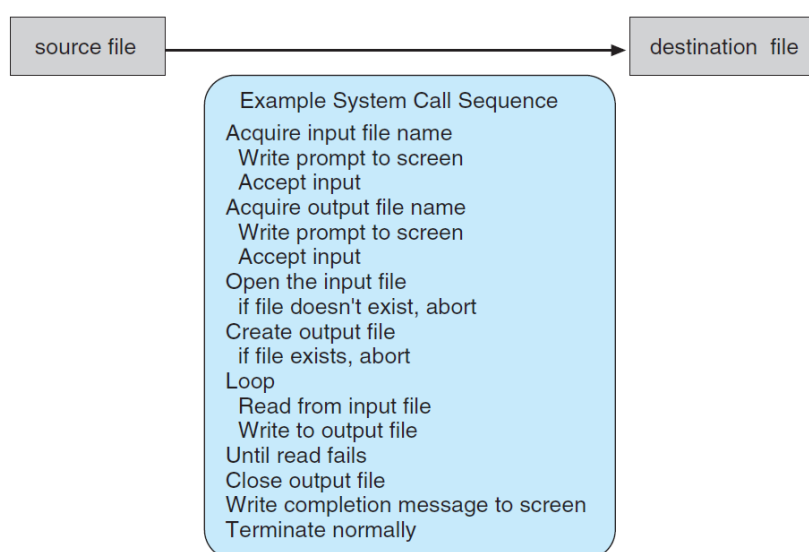 source file
destination file
Example System Call Sequence
Acquire input file name
Write prompt to screen
Accept input
Acquire output file name
Write prompt to screen
Accept input
Open the input file
if file doesn't exist, abort
Create output file
if file exists, abort
Loop
Read from input file
Write to output file
Until read fails
Close output file
Write completion message to screen
Terminate normally